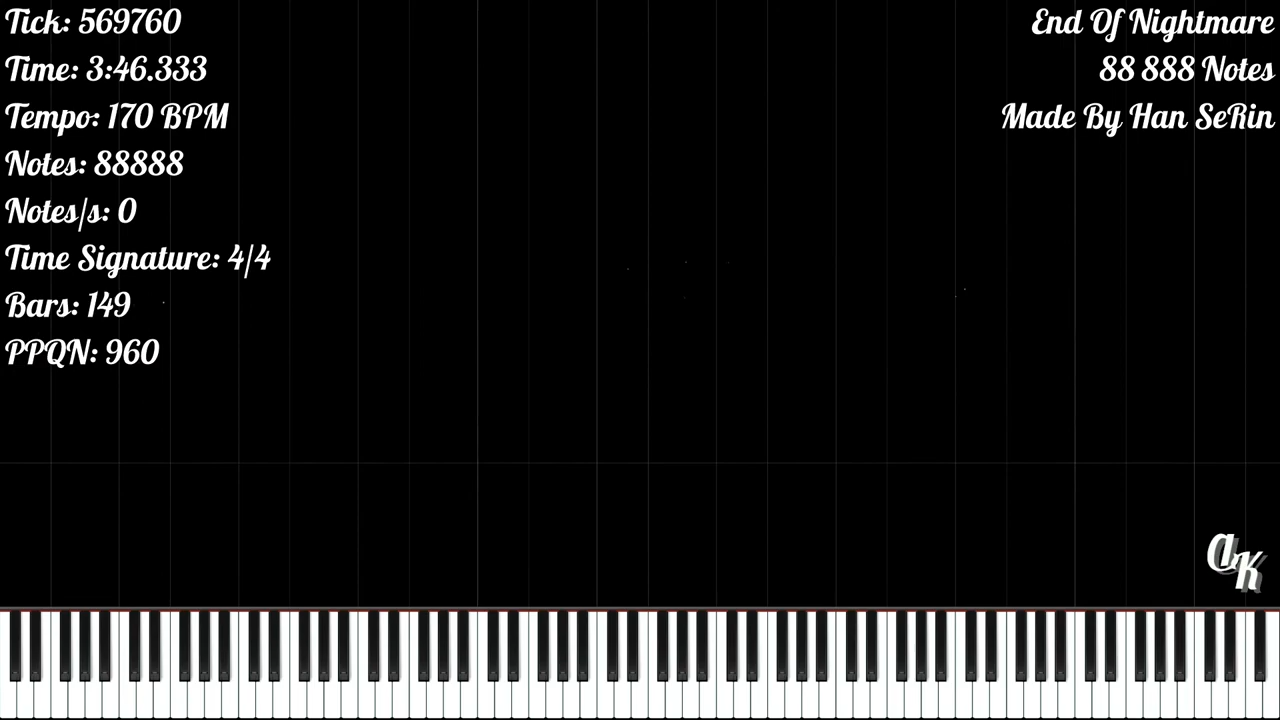 Tick: 569760
Time: 3:46.333
Tempo: 170 BPM
Notes: 88888
Notes/s: 0
Time Signature: 4/4
Bars: 149
PPQN: 960
End Of Nightmare
88 888 Notes
Made By Han SeRin
aK